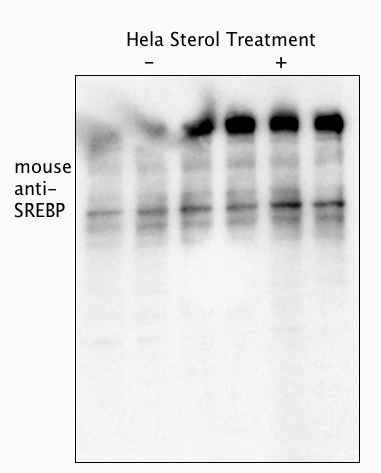 Hela Sterol Treatment
– +
mouse
anti–
SREBP